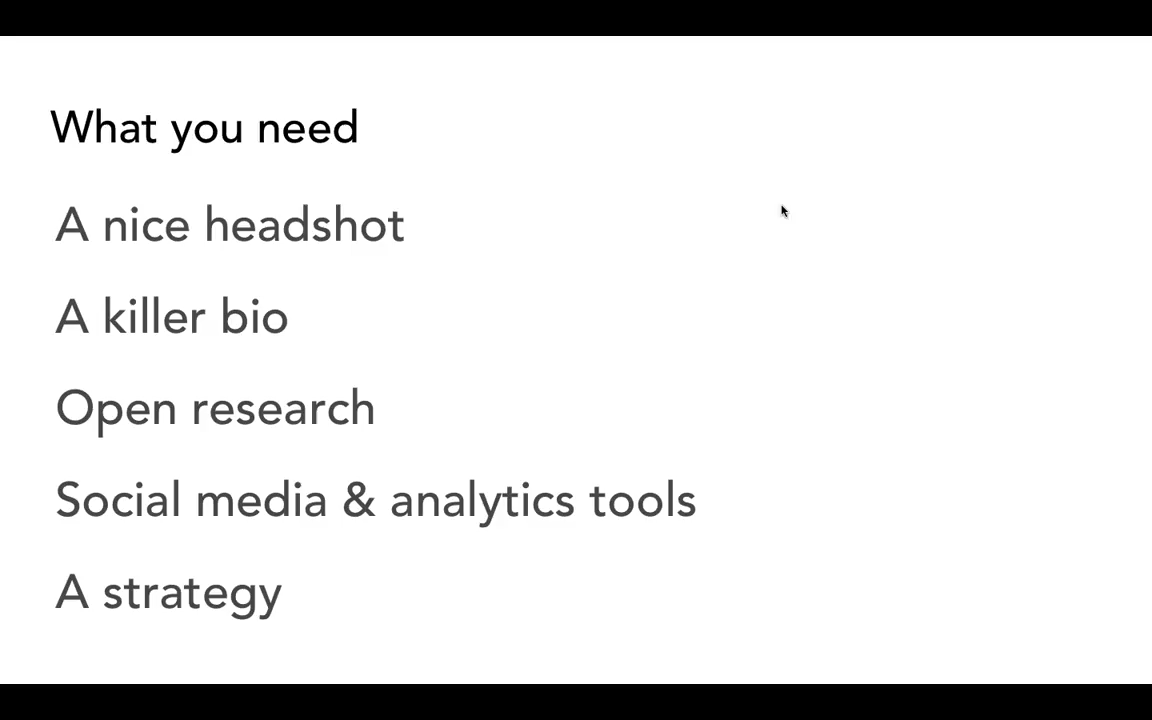 What you need
A nice headshot
A killer bio
Open research
Social media & analytics tools
A strategy